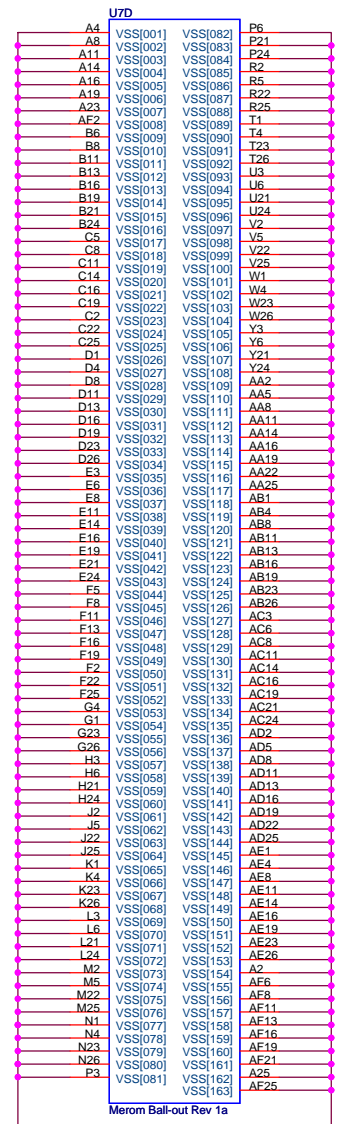 U7D
A4 VSS[001] VSS[082] P6
A8 VSS[002] VSS[083] P21
A11 VSS[003] VSS[084] P24
A14 VSS[004] VSS[085] R2
A16 VSS[005] VSS[086] R5
A19 VSS[006] VSS[087] R22
A23 VSS[007] VSS[088] R25
AF2 VSS[008] VSS[089] T1
B6 VSS[009] VSS[090] T4
B8 VSS[010] VSS[091] T23
B11 VSS[011] VSS[092] T26
B13 VSS[012] VSS[093] U3
B16 VSS[013] VSS[094] U6
B19 VSS[014] VSS[095] U21
B21 VSS[015] VSS[096] U24
B24 VSS[016] VSS[097] V2
C5 VSS[017] VSS[098] V5
C8 VSS[018] VSS[099] V22
C11 VSS[019] VSS[100] V25
C14 VSS[020] VSS[101] W1
C16 VSS[021] VSS[102] W4
C19 VSS[022] VSS[103] W23
C2 VSS[023] VSS[104] W26
C22 VSS[024] VSS[105] Y3
C25 VSS[025] VSS[106] Y6
D1 VSS[026] VSS[107] Y21
D4 VSS[027] VSS[108] Y24
D8 VSS[028] VSS[109] AA2
D11 VSS[029] VSS[110] AA5
D13 VSS[030] VSS[111] AA8
D16 VSS[031] VSS[112] AA11
D19 VSS[032] VSS[113] AA14
D23 VSS[033] VSS[114] AA16
D26 VSS[034] VSS[115] AA19
E3 VSS[035] VSS[116] AA22
E6 VSS[036] VSS[117] AA25
E8 VSS[037] VSS[118] AB1
E11 VSS[038] VSS[119] AB4
E14 VSS[039] VSS[120] AB8
E16 VSS[040] VSS[121] AB11
E19 VSS[041] VSS[122] AB13
E21 VSS[042] VSS[123] AB16
E24 VSS[043] VSS[124] AB19
F5 VSS[044] VSS[125] AB23
F8 VSS[045] VSS[126] AB26
F11 VSS[046] VSS[127] AC3
F13 VSS[047] VSS[128] AC6
F16 VSS[048] VSS[129] AC8
F19 VSS[049] VSS[130] AC11
F2 VSS[050] VSS[131] AC14
F22 VSS[051] VSS[132] AC16
F25 VSS[052] VSS[133] AC19
G4 VSS[053] VSS[134] AC21
G1 VSS[054] VSS[135] AC24
G23 VSS[055] VSS[136] AD2
G26 VSS[056] VSS[137] AD5
H3 VSS[057] VSS[138] AD8
H6 VSS[058] VSS[139] AD11
H21 VSS[059] VSS[140] AD13
H24 VSS[060] VSS[141] AD16
J2 VSS[061] VSS[142] AD19
J5 VSS[062] VSS[143] AD22
J22 VSS[063] VSS[144] AD25
J25 VSS[064] VSS[145] AE1
K1 VSS[065] VSS[146] AE4
K4 VSS[066] VSS[147] AE8
K23 VSS[067] VSS[148] AE11
K26 VSS[068] VSS[149] AE14
L3 VSS[069] VSS[150] AE16
L6 VSS[070] VSS[151] AE19
L21 VSS[071] VSS[152] AE23
L24 VSS[072] VSS[153] AE26
M2 VSS[073] VSS[154] A2
M5 VSS[074] VSS[155] AF6
M22 VSS[075] VSS[156] AF8
M25 VSS[076] VSS[157] AF11
N1 VSS[077] VSS[158] AF13
N4 VSS[078] VSS[159] AF16
N23 VSS[079] VSS[160] AF19
N26 VSS[080] VSS[161] AF21
P3 VSS[081] VSS[162] A25
VSS[163] AF25
Merom Ball-out Rev 1a